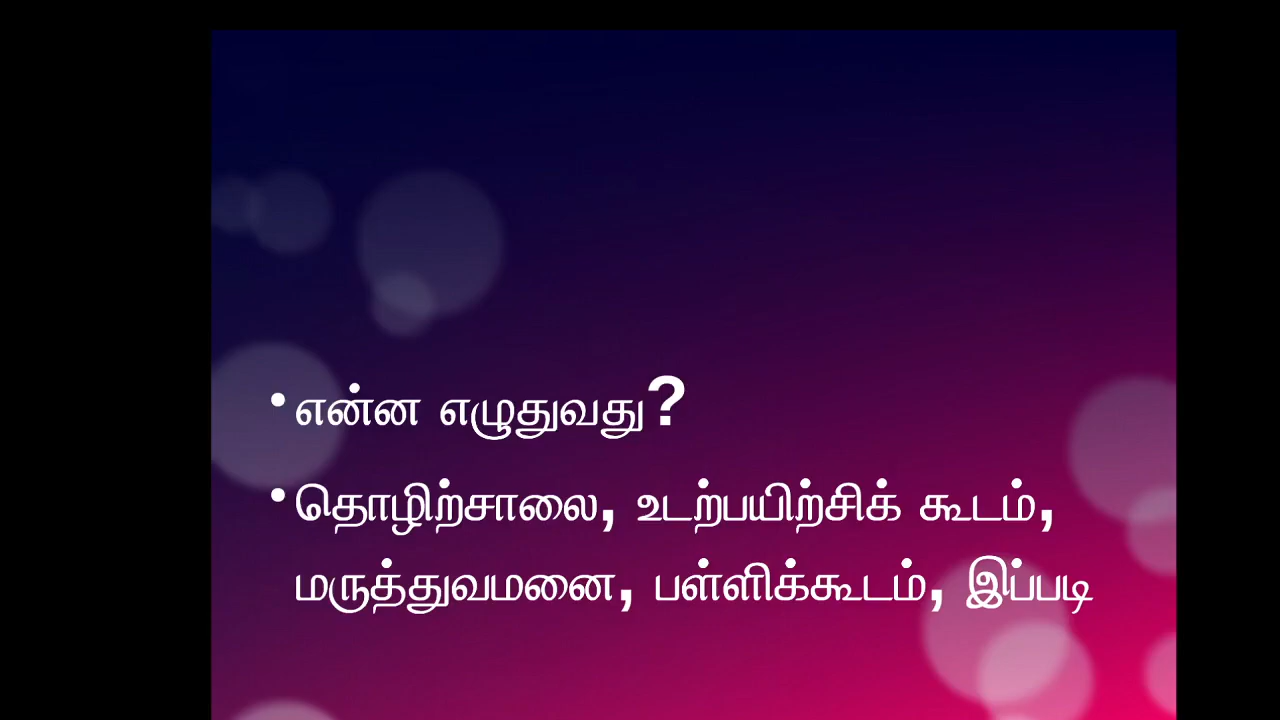 • என்ன எழுதுவது?
• தொழிற்சாலை, உடற்பயிற்சிக் கூடம்,
மருத்துவமனை, பள்ளிக்கூடம், இப்படி